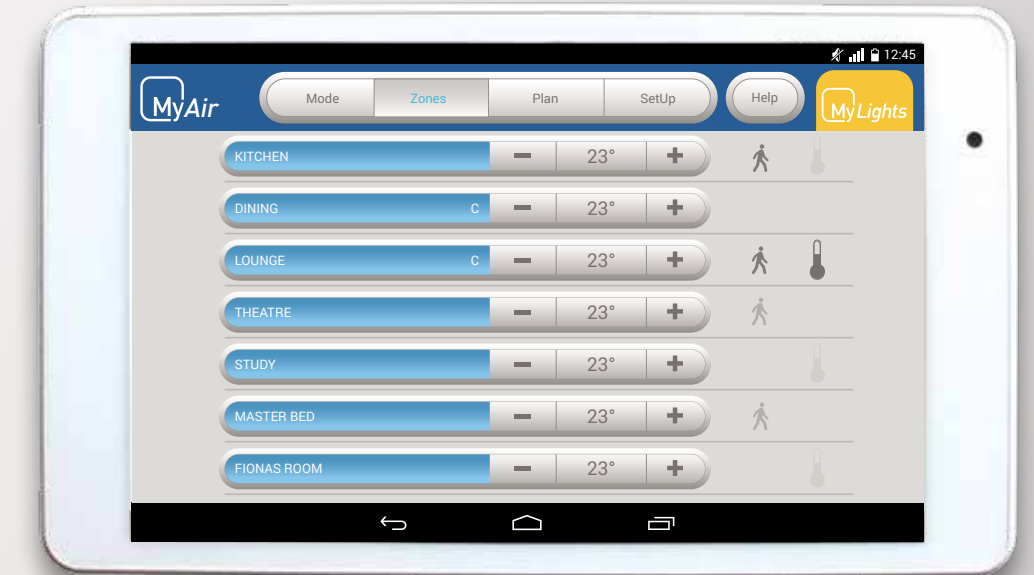 12:45
MyAir
Mode Zones Plan SetUp Help
MyLights
KITCHEN 23°
DINING C 23°
LOUNGE C 23°
THEATRE 23°
STUDY 23°
MASTER BED 23°
FIONAS ROOM 23°